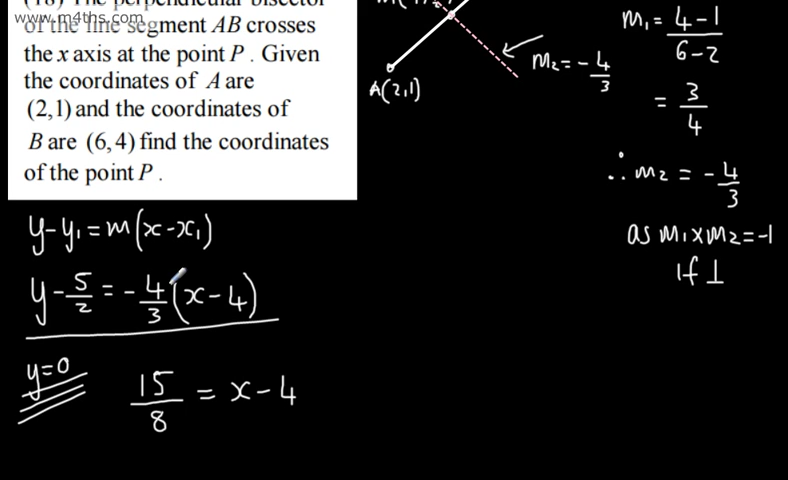 www.m4ths.com
of the line segment AB crosses
the x axis at the point P . Given
the coordinates of A are
(2,1) and the coordinates of
B are (6,4) find the coordinates
of the point P .
A(2,1)
m₂ = -4/3
m₁ = 4-1/6-2
= 3/4
∴ m₂ = -4/3
as m₁×m₂=-1
if ⊥
y-y₁=m(x-x₁)
y-5/2=-4/3(x-4)
y=0
15/8 = x-4